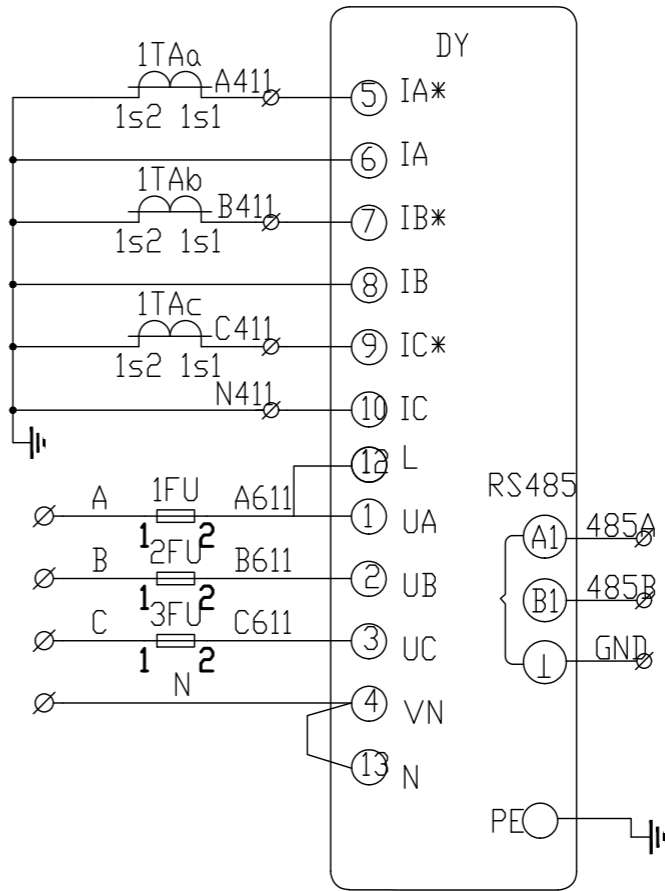 DY
1TAa
A411
5
IA*
1s2 1s1
6
IA
1TAb
B411
7
IB*
1s2 1s1
8
IB
1TAc
C411
9
IC*
1s2 1s1
N411
10
IC
12
L
RS485
A
1FU
A611
1
UA
1
2
A1
485A
B
2FU
B611
2
UB
1
2
B1
485B
C
3FU
C611
3
UC
1
2
GND
N
4
VN
13
N
PE